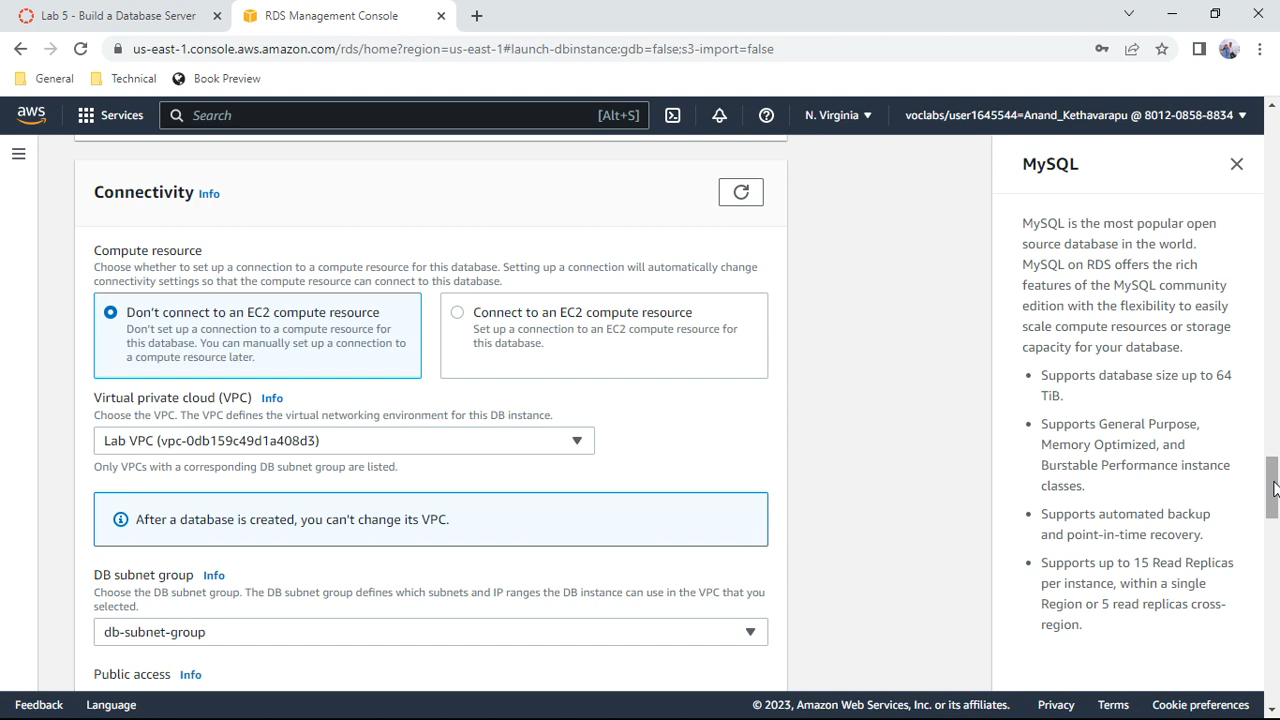 Lab 5 - Build a Database Server
RDS Management Console
us-east-1.console.aws.amazon.com/rds/home?region=us-east-1#launch-dbinstance:gdb=false;s3-import=false
General
Technical
Book Preview
aws
Services
Search
[Alt+S]
N. Virginia
voclabs/user1645544=Anand_Kethavarapu @ 8012-0858-8834
Connectivity Info
Compute resource
Choose whether to set up a connection to a compute resource for this database. Setting up a connection will automatically change
connectivity settings so that the compute resource can connect to this database.
Don't connect to an EC2 compute resource
Don't set up a connection to a compute resource for
this database. You can manually set up a connection to
a compute resource later.
Connect to an EC2 compute resource
Set up a connection to an EC2 compute resource for
this database.
Virtual private cloud (VPC) Info
Choose the VPC. The VPC defines the virtual networking environment for this DB instance.
Lab VPC (vpc-0db159c49d1a408d3)
Only VPCs with a corresponding DB subnet group are listed.
After a database is created, you can't change its VPC.
DB subnet group Info
Choose the DB subnet group. The DB subnet group defines which subnets and IP ranges the DB instance can use in the VPC that you
selected.
db-subnet-group
Public access Info
MySQL
MySQL is the most popular open
source database in the world.
MySQL on RDS offers the rich
features of the MySQL community
edition with the flexibility to easily
scale compute resources or storage
capacity for your database.
• Supports database size up to 64
TiB.
• Supports General Purpose,
Memory Optimized, and
Burstable Performance instance
classes.
• Supports automated backup
and point-in-time recovery.
• Supports up to 15 Read Replicas
per instance, within a single
Region or 5 read replicas cross-
region.
Feedback
Language
© 2023, Amazon Web Services, Inc. or its affiliates.
Privacy
Terms
Cookie preferences